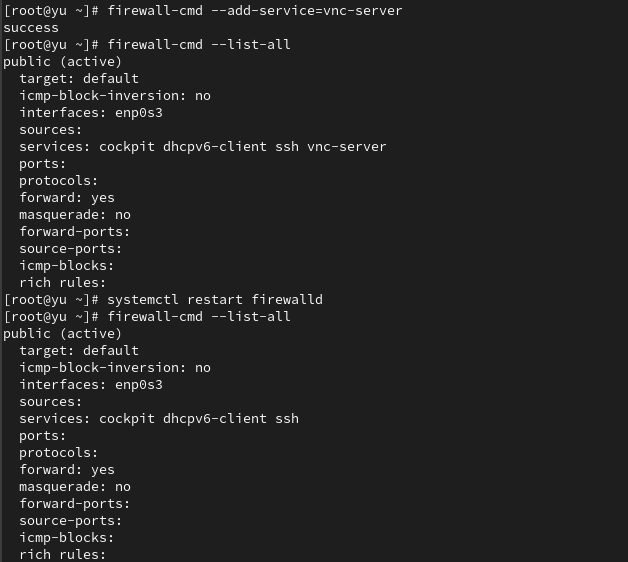 [root@yu ~]# firewall-cmd --add-service=vnc-server
success
[root@yu ~]# firewall-cmd --list-all
public (active)
  target: default
  icmp-block-inversion: no
  interfaces: enp0s3
  sources:
  services: cockpit dhcpv6-client ssh vnc-server
  ports:
  protocols:
  forward: yes
  masquerade: no
  forward-ports:
  source-ports:
  icmp-blocks:
  rich rules:
[root@yu ~]# systemctl restart firewalld
[root@yu ~]# firewall-cmd --list-all
public (active)
  target: default
  icmp-block-inversion: no
  interfaces: enp0s3
  sources:
  services: cockpit dhcpv6-client ssh
  ports:
  protocols:
  forward: yes
  masquerade: no
  forward-ports:
  source-ports:
  icmp-blocks:
  rich rules: